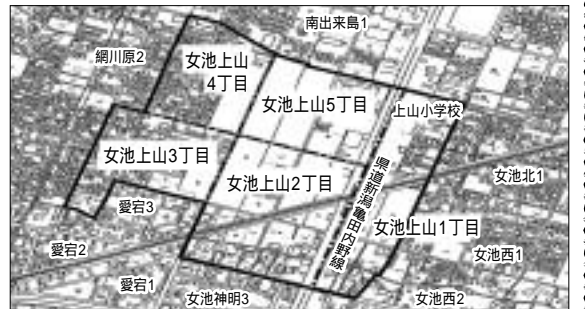 南出来島1
網川原2
女池上山
4丁目
女池上山5丁目
上山小学校
女池上山3丁目
女池上山2丁目
県道新潟亀田内野線
女池北1
愛宕3
女池上山1丁目
愛宕2
女池西1
愛宕1
女池神明3
女池西2